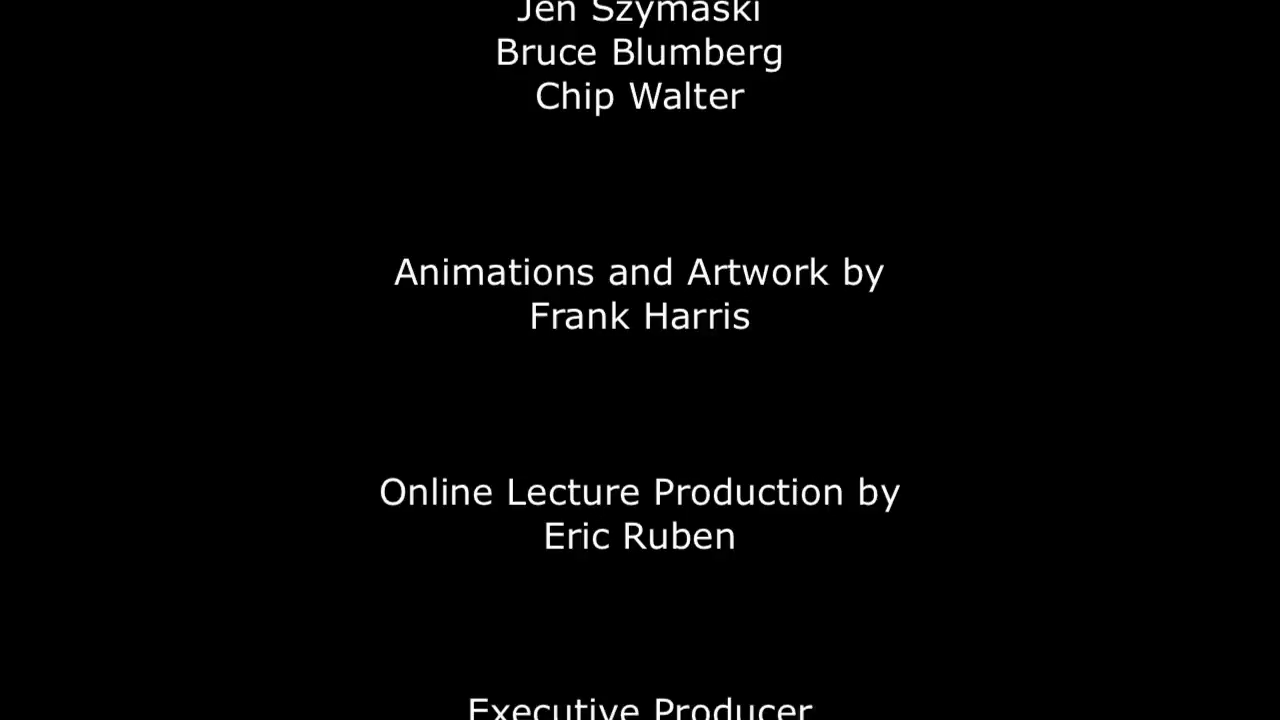 Jen Szymaski
Bruce Blumberg
Chip Walter
Animations and Artwork by
Frank Harris
Online Lecture Production by
Eric Ruben
Executive Producer